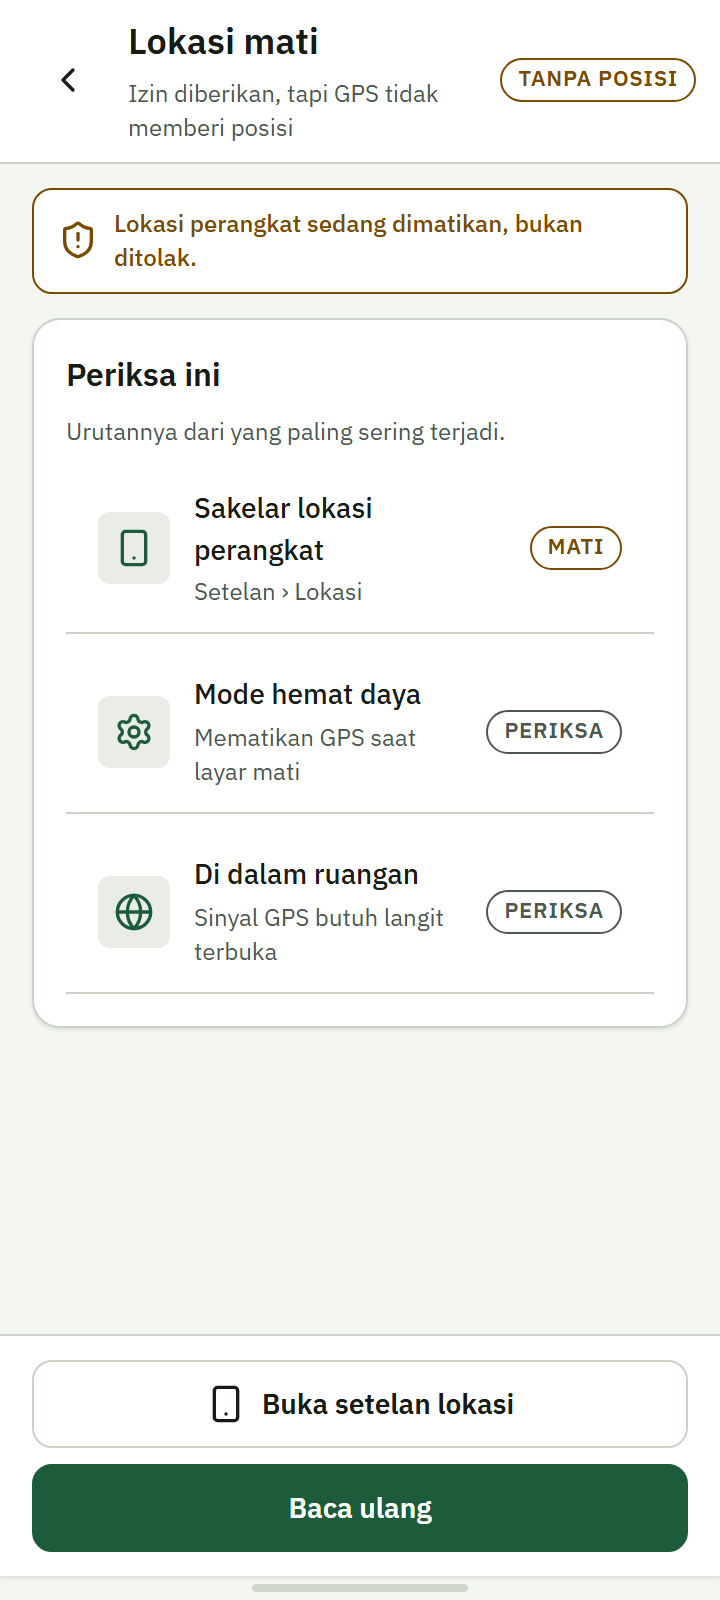 Lokasi mati
Izin diberikan, tapi GPS tidak
memberi posisi
TANPA POSISI
Lokasi perangkat sedang dimatikan, bukan
ditolak.
Periksa ini
Urutannya dari yang paling sering terjadi.
Sakelar lokasi
perangkat
Setelan › Lokasi
MATI
Mode hemat daya
Mematikan GPS saat
layar mati
PERIKSA
Di dalam ruangan
Sinyal GPS butuh langit
terbuka
PERIKSA
Buka setelan lokasi
Baca ulang